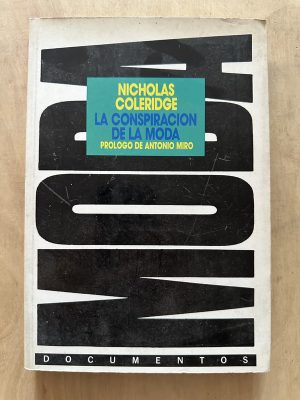 MODA
NICHOLAS
COLERIDGE
LA CONSPIRACION
DE LA MODA
PROLOGO DE ANTONIO MIRO
DOCUMENTOS